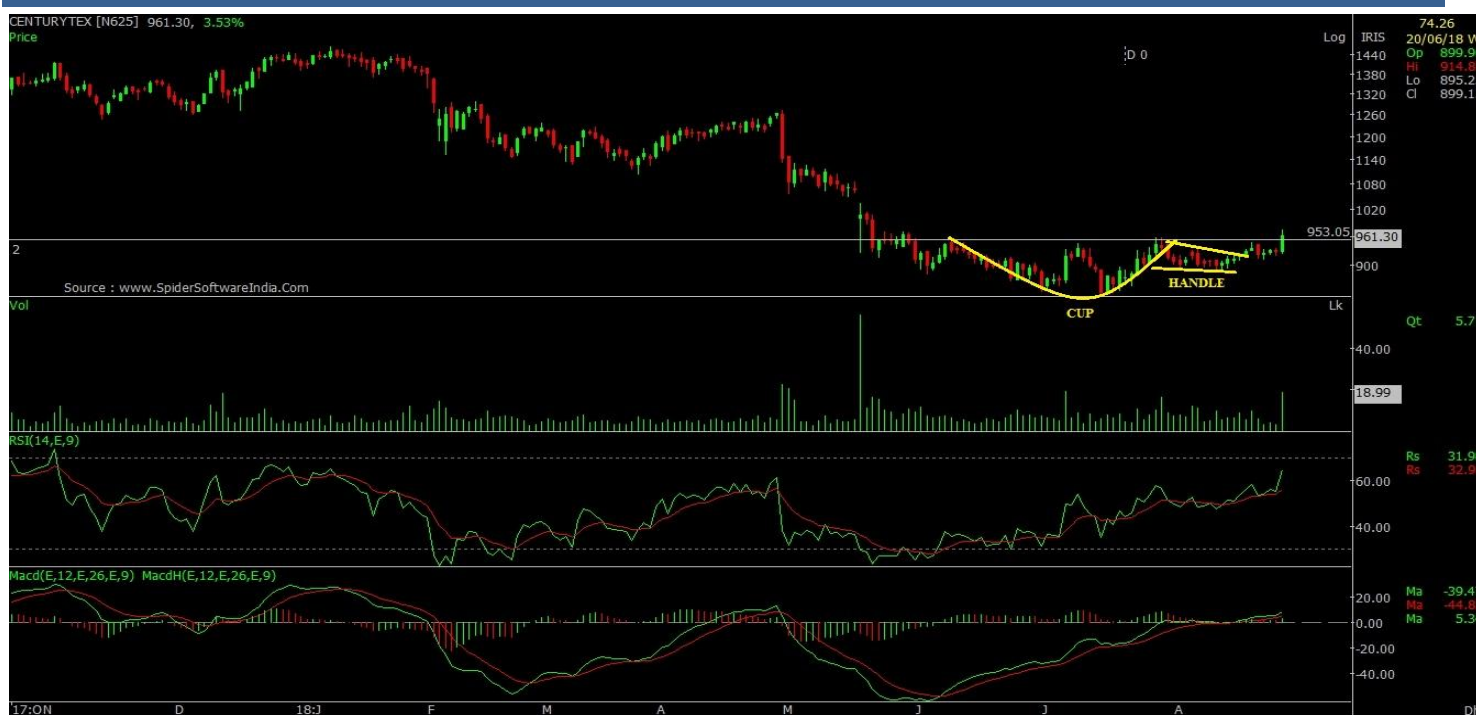 CENTURYTEX [N625] 961.30, 3.53%
Price
Log
IRIS
74.26
20/06/18 W
Op 899.9
Hi 914.8
Lo 895.2
Cl 899.1
D 0
1440
1380
1320
1260
1200
1140
1080
1020
953.05
961.30
900
2
Source : www.SpiderSoftwareIndia.Com
HANDLE
CUP
Vol
Lk
Qt 5.7
40.00
18.99
RSI(14,E,9)
Rs 31.9
Rs 32.9
60.00
40.00
Macd(E,12,E,26,E,9) MacdH(E,12,E,26,E,9)
Ma -39.4
Ma -44.8
Ma 5.3
20.00
0.00
-20.00
-40.00
'17:ON D 18:J F M A M J J A